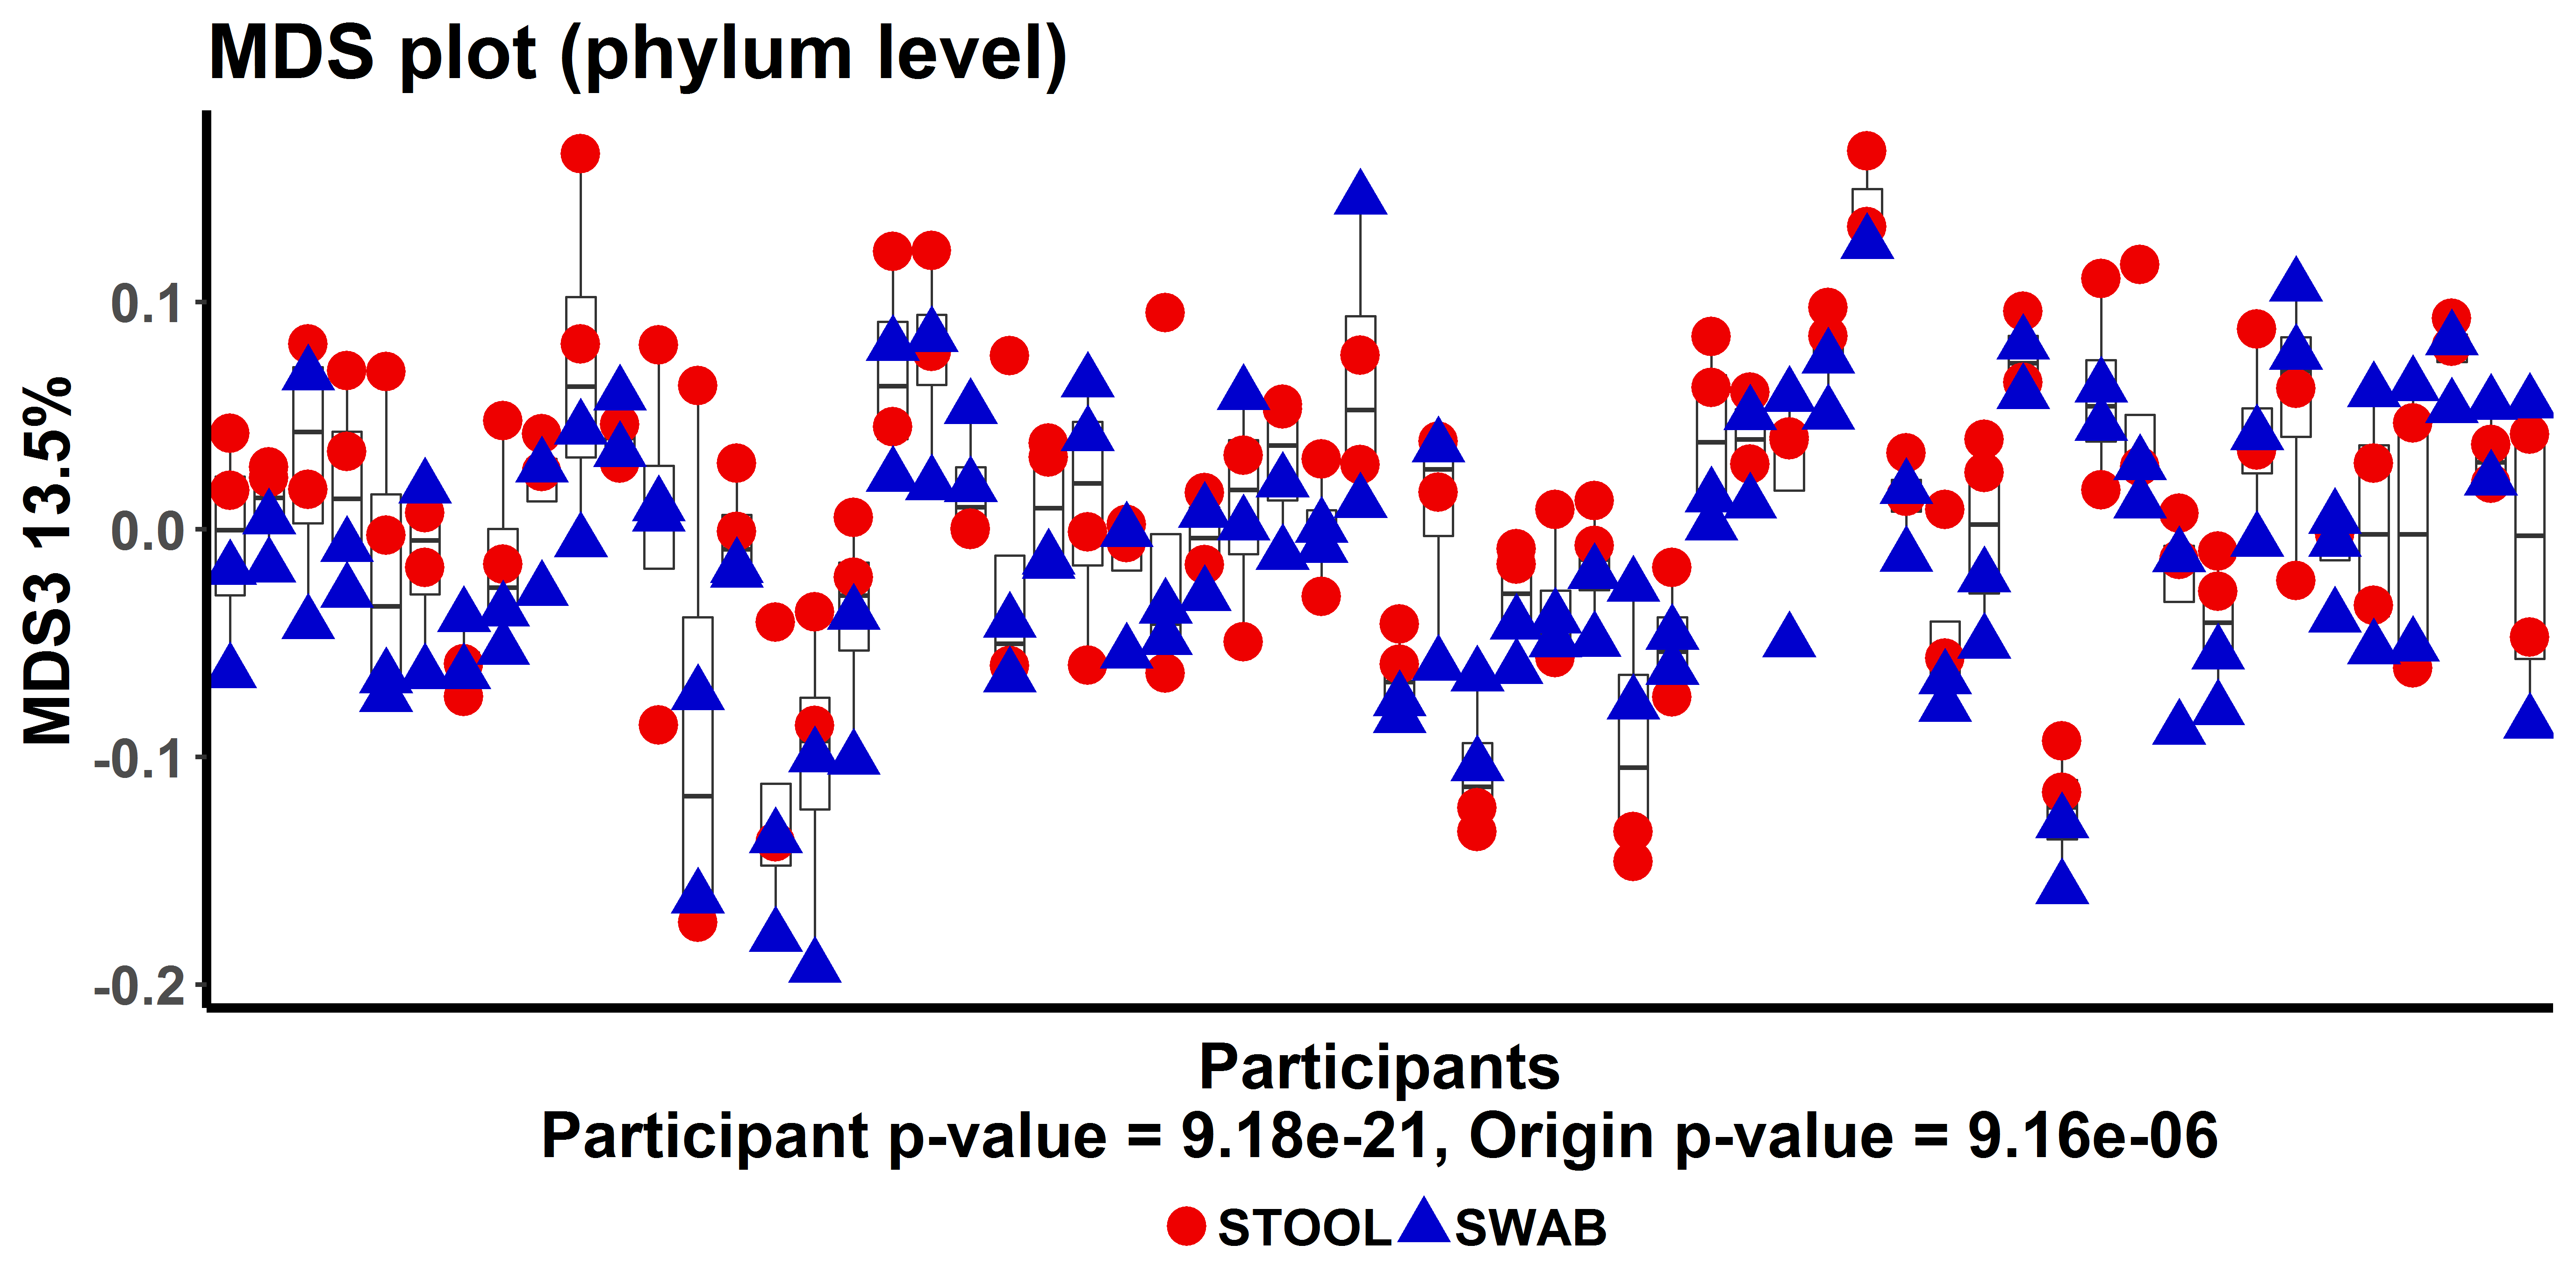 MDS plot (phylum level)
MDS3 13.5%
0.1
0.0
-0.1
-0.2
Participants
Participant p-value = 9.18e-21, Origin p-value = 9.16e-06
STOOL SWAB